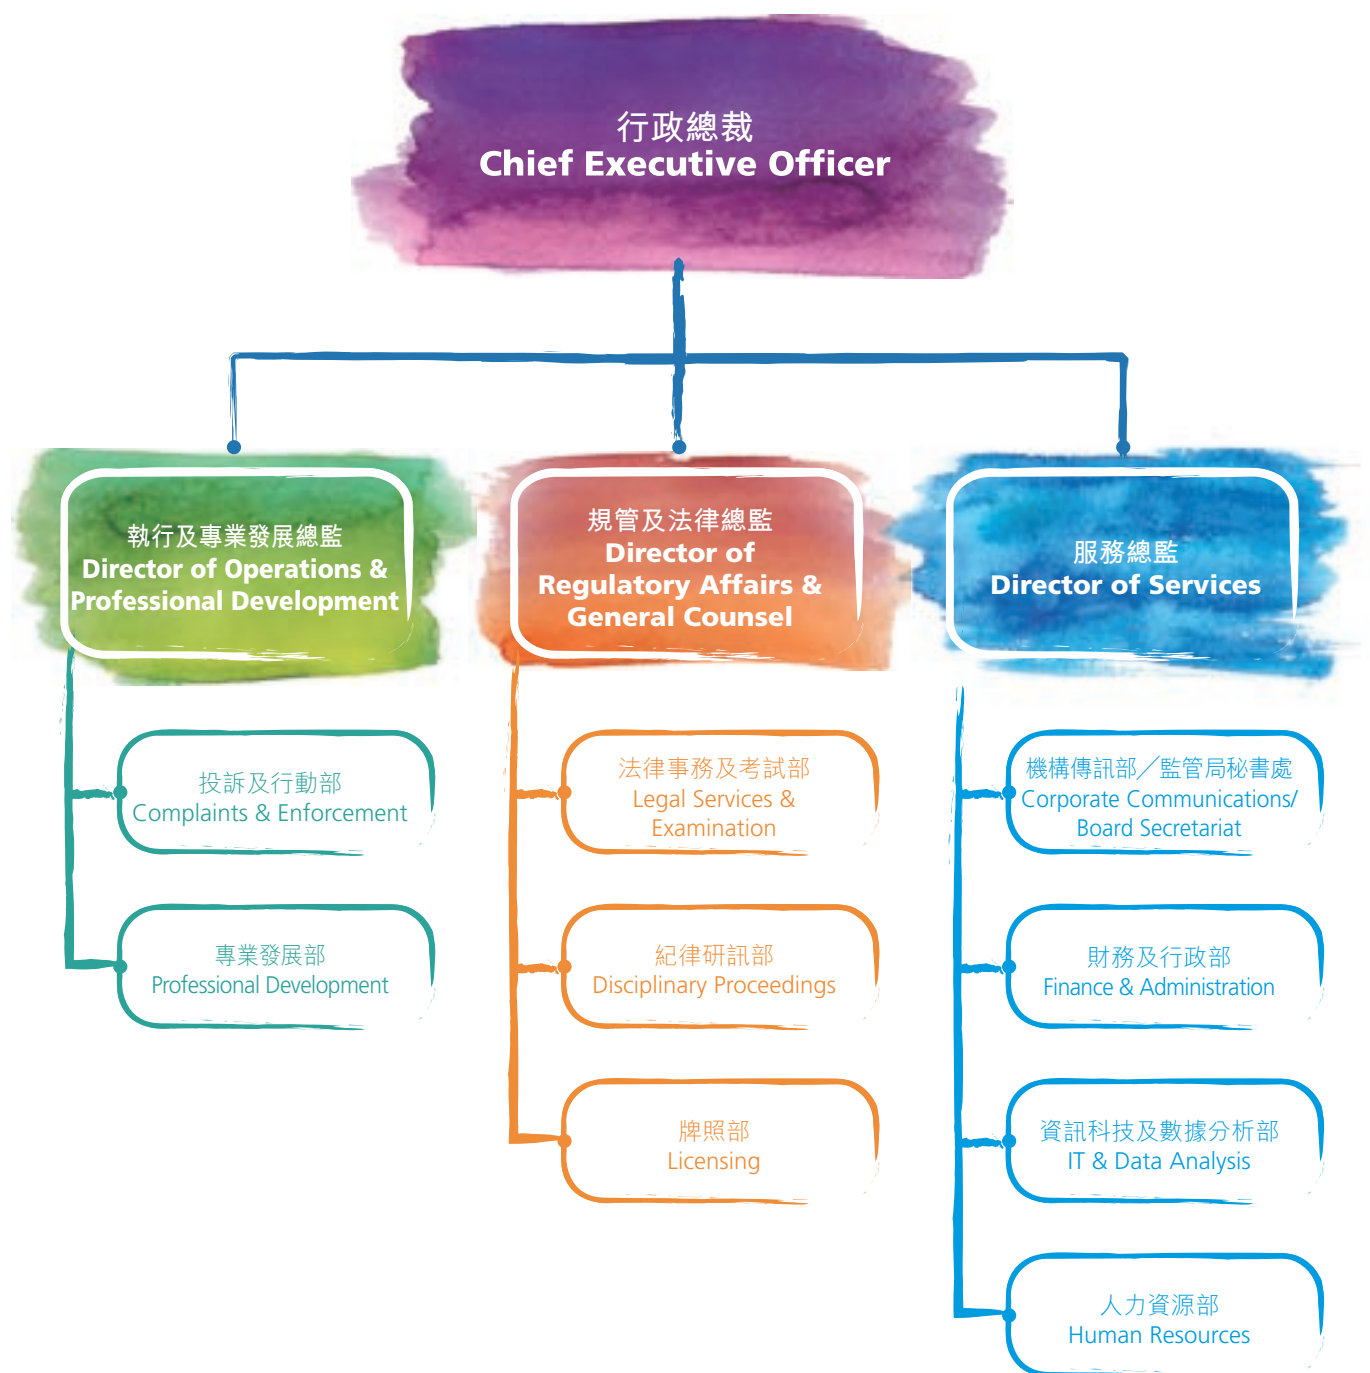 行政總裁
Chief Executive Officer
執行及專業發展總監
Director of Operations &
Professional Development
投訴及行動部
Complaints & Enforcement
專業發展部
Professional Development
規管及法律總監
Director of
Regulatory Affairs &
General Counsel
法律事務及考試部
Legal Services &
Examination
紀律研訊部
Disciplinary Proceedings
牌照部
Licensing
服務總監
Director of Services
機構傳訊部／監管局秘書處
Corporate Communications/
Board Secretariat
財務及行政部
Finance & Administration
資訊科技及數據分析部
IT & Data Analysis
人力資源部
Human Resources